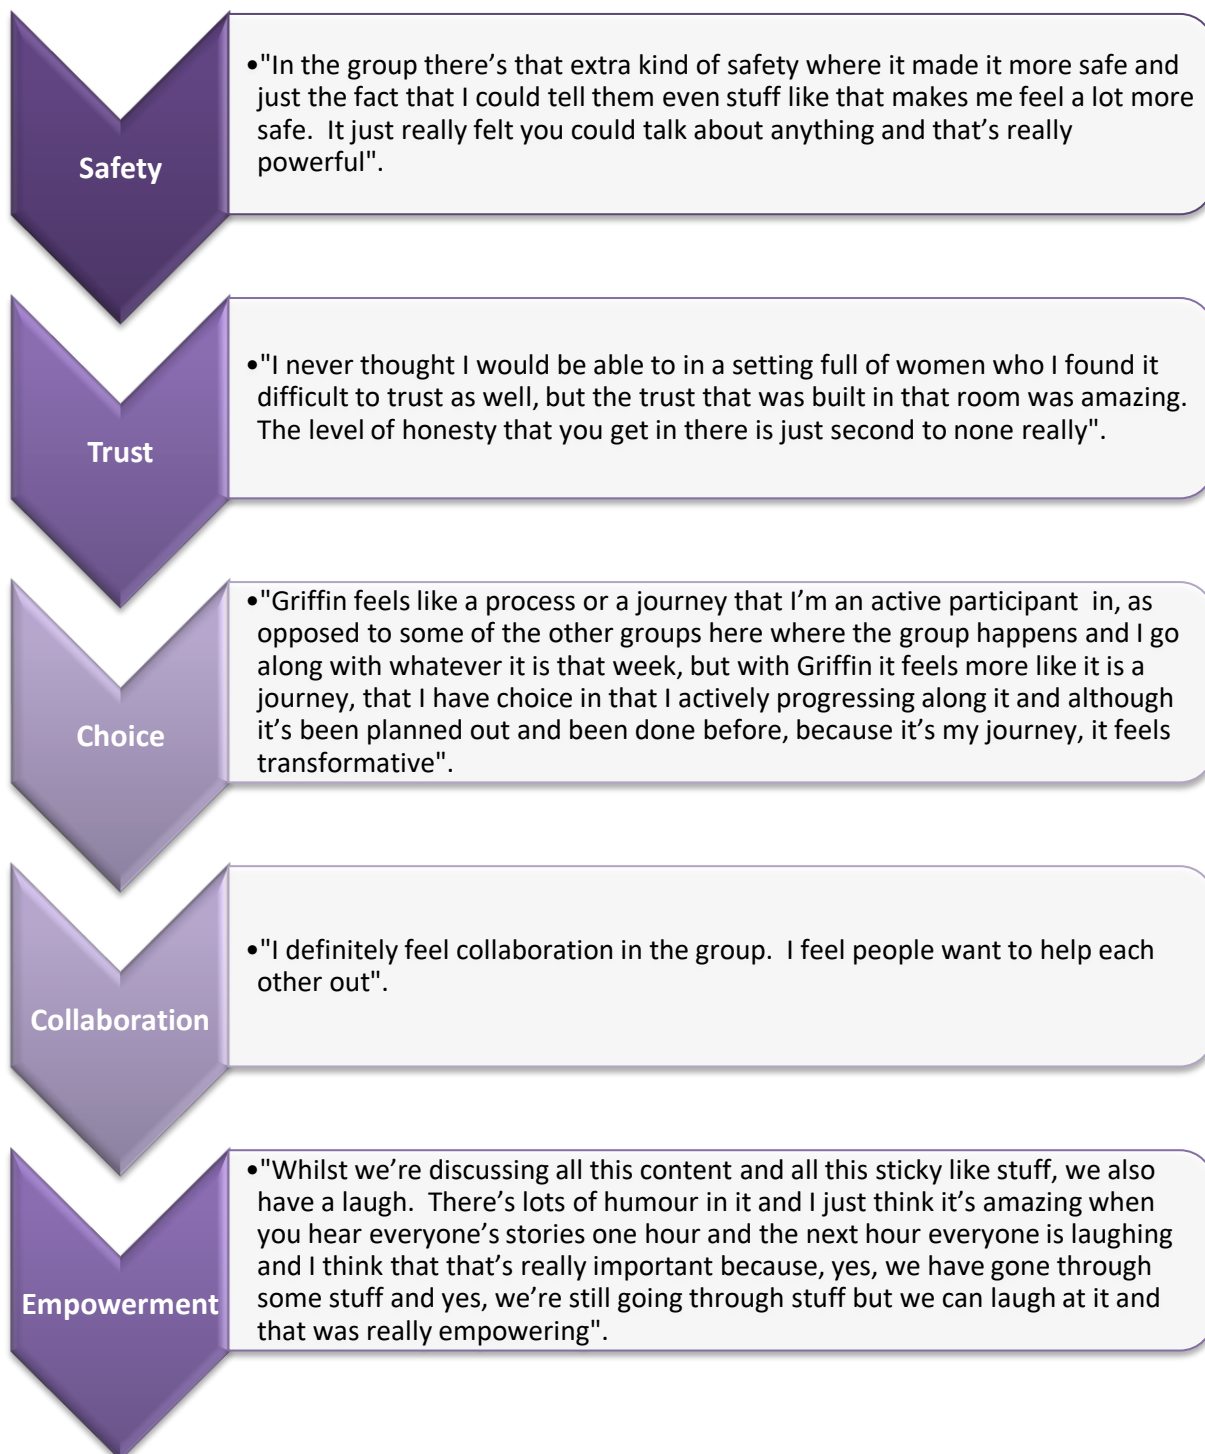 Safety
•"In the group there’s that extra kind of safety where it made it more safe and
just the fact that I could tell them even stuff like that makes me feel a lot more
safe.  It just really felt you could talk about anything and that’s really
powerful".
Trust
•"I never thought I would be able to in a setting full of women who I found it
difficult to trust as well, but the trust that was built in that room was amazing.
The level of honesty that you get in there is just second to none really".
Choice
•"Griffin feels like a process or a journey that I’m an active participant  in, as
opposed to some of the other groups here where the group happens and I go
along with whatever it is that week, but with Griffin it feels more like it is a
journey, that I have choice in that I actively progressing along it and although
it’s been planned out and been done before, because it’s my journey, it feels
transformative".
Collaboration
•"I definitely feel collaboration in the group.  I feel people want to help each
other out".
Empowerment
•"Whilst we’re discussing all this content and all this sticky like stuff, we also
have a laugh.  There’s lots of humour in it and I just think it’s amazing when
you hear everyone’s stories one hour and the next hour everyone is laughing
and I think that that’s really important because, yes, we have gone through
some stuff and yes, we’re still going through stuff but we can laugh at it and
that was really empowering".